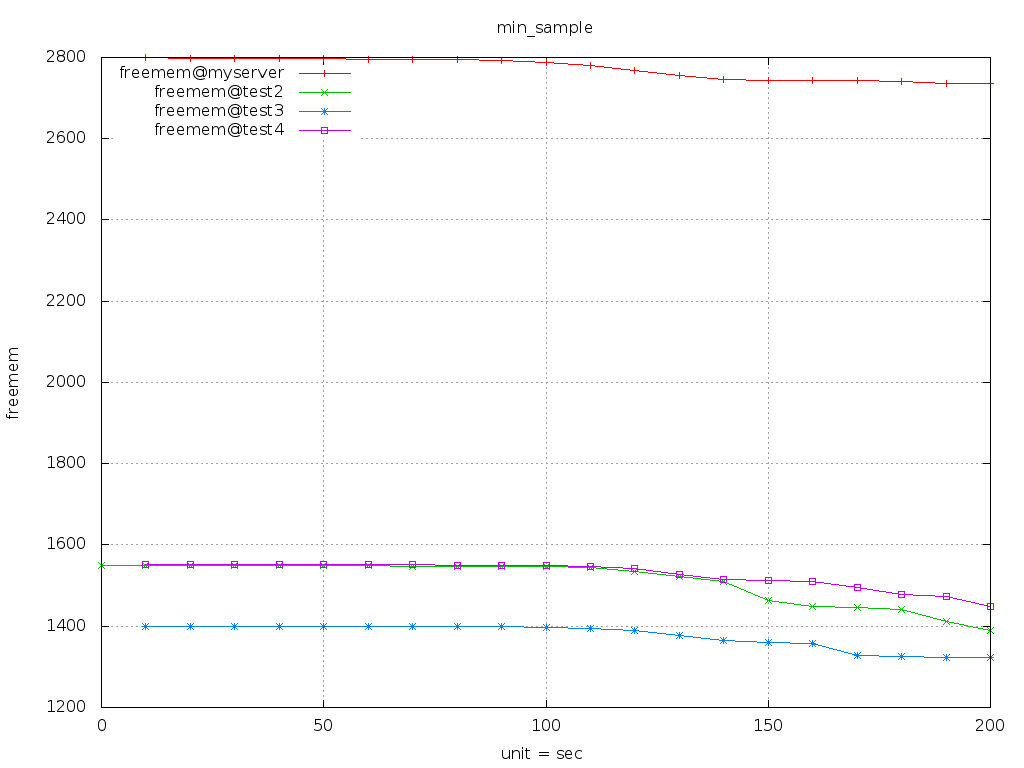 min_sample
2800
freemem@myserver
freemem@test2
freemem@test3
freemem@test4
2600
2400
2200
2000
freemem
1800
1600
1400
1200
0 50 100 150 200
unit = sec